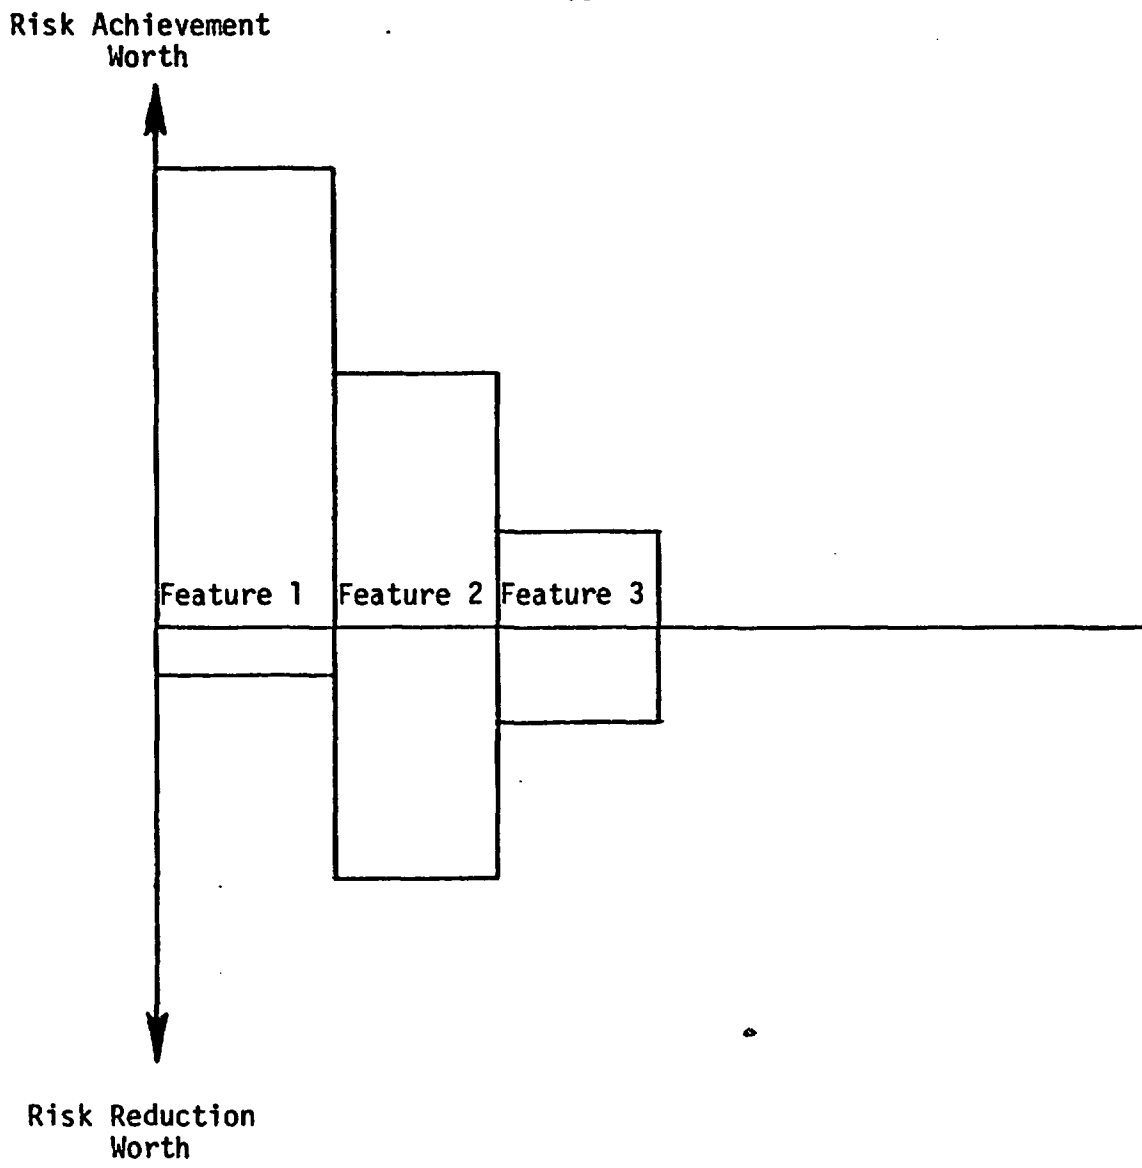 Risk Achievement
Worth
Feature 1
Feature 2
Feature 3
Risk Reduction
Worth